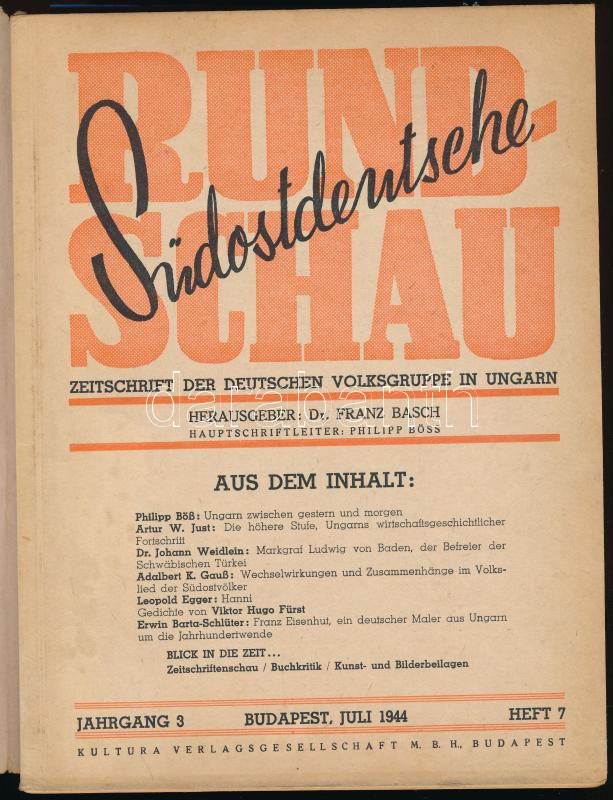 RUND-
Südostdeutsche
SCHAU
ZEITSCHRIFT DER DEUTSCHEN VOLKSGRUPPE IN UNGARN
darabanth
HERAUSGEBER: Dr. FRANZ BASCH
HAUPTSCHRIFTLEITER: PHILIPP BÖSS
AUS DEM INHALT:
Philipp Böß: Ungarn zwischen gestern und morgen
Artur W. Just: Die höhere Stufe, Ungarns wirtschaftsgeschichtlicher
Fortschritt
Dr. Johann Weidlein: Markgraf Ludwig von Baden, der Befreier der
Schwäbischen Türkei
Adalbert K. Gauß: Wechselwirkungen und Zusammenhänge im Volks-
lied der Südostvölker
Leopold Egger: Hanni
Gedichte von Viktor Hugo Fürst
Erwin Barta-Schlüter: Franz Eisenhut, ein deutscher Maler aus Ungarn
um die Jahrhundertwende
BLICK IN DIE ZEIT...
Zeitschriftenschau / Buchkritik / Kunst- und Bilderbeilagen
JAHRGANG 3 BUDAPEST, JULI 1944 HEFT 7
KULTURA VERLAGSGESELLSCHAFT M. B. H., BUDAPEST